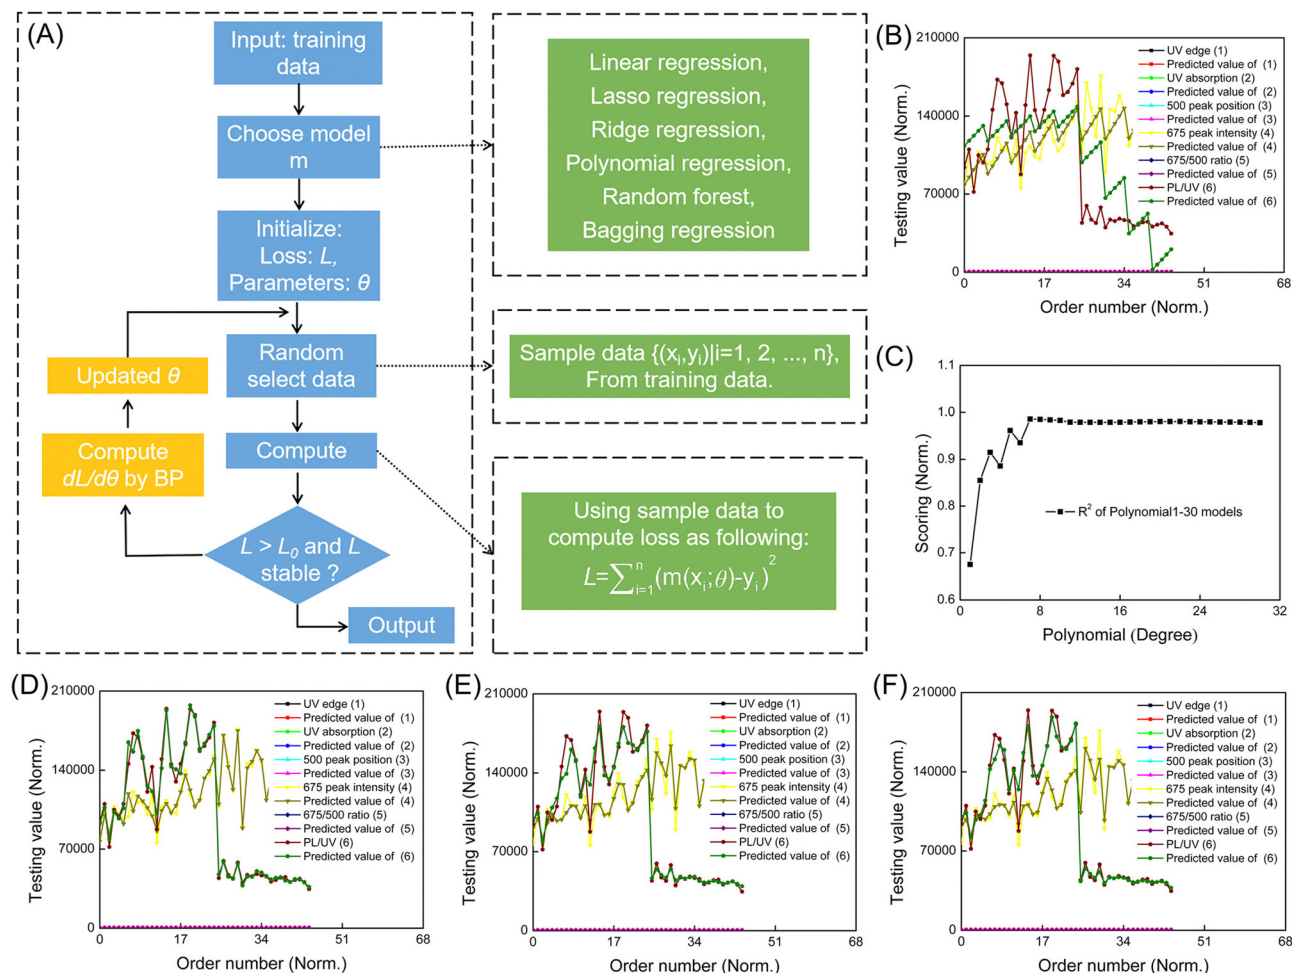 (A)
Input: training
data
Choose model
m
Initialize:
Loss: L,
Parameters: θ
Random
select data
Compute
L > L₀ and L
stable ?
Output
Updated θ
Compute
dL/dθ by BP
Linear regression,
Lasso regression,
Ridge regression,
Polynomial regression,
Random forest,
Bagging regression
Sample data {(xᵢ,yᵢ)|i=1, 2, ..., n},
From training data.
Using sample data to
compute loss as following:
L=∑ⁿᵢ₌₁(m(xᵢ;θ)-yᵢ)²
(B)
Testing value (Norm.)
210000
140000
70000
0
0
17
34
51
68
Order number (Norm.)
UV edge (1)
Predicted value of (1)
UV absorption (2)
Predicted value of (2)
500 peak position (3)
Predicted value of (3)
675 peak intensity (4)
Predicted value of (4)
675/500 ratio (5)
Predicted value of (5)
PL/UV (6)
Predicted value of (6)
(C)
Scoring (Norm.)
1.1
1.0
0.9
0.8
0.7
0.6
0
8
16
24
32
Polynomial (Degree)
R² of Polynomial1-30 models
(D)
Testing value (Norm.)
210000
140000
70000
0
0
17
34
51
68
Order number (Norm.)
UV edge (1)
Predicted value of (1)
UV absorption (2)
Predicted value of (2)
500 peak position (3)
Predicted value of (3)
675 peak intensity (4)
Predicted value of (4)
675/500 ratio (5)
Predicted value of (5)
PL/UV (6)
Predicted value of (6)
(E)
Testing value (Norm.)
210000
140000
70000
0
0
17
34
51
68
Order number (Norm.)
UV edge (1)
Predicted value of (1)
UV absorption (2)
Predicted value of (2)
500 peak position (3)
Predicted value of (3)
675 peak intensity (4)
Predicted value of (4)
675/500 ratio (5)
Predicted value of (5)
PL/UV (6)
Predicted value of (6)
(F)
Testing value (Norm.)
210000
140000
70000
0
0
17
34
51
68
Order number (Norm.)
UV edge (1)
Predicted value of (1)
UV absorption (2)
Predicted value of (2)
500 peak position (3)
Predicted value of (3)
675 peak intensity (4)
Predicted value of (4)
675/500 ratio (5)
Predicted value of (5)
PL/UV (6)
Predicted value of (6)